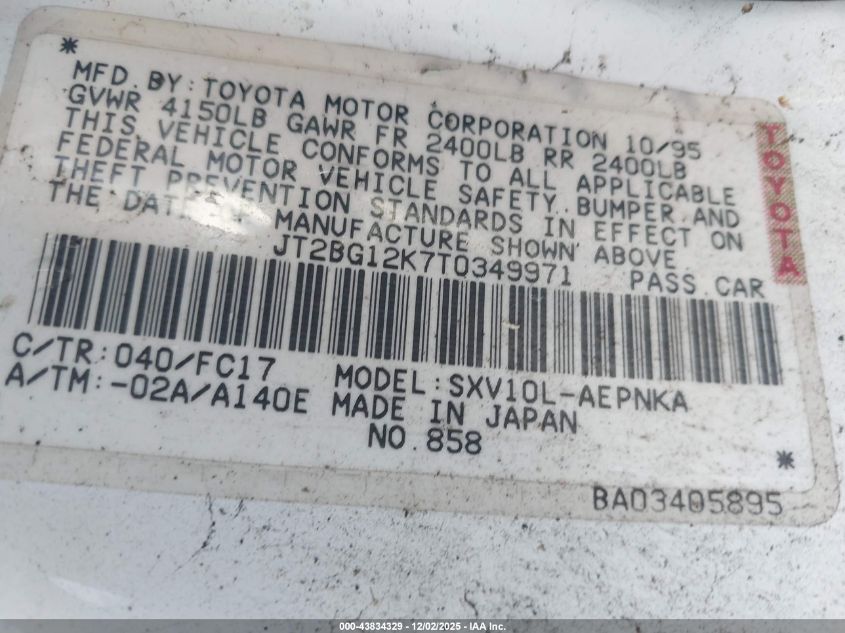 *
MFD.BY:TOYOTA MOTOR CORPORATION 10/95
GVWR 4150LB GAWR FR 2400LB RR 2400LB
THIS VEHICLE CONFORMS TO ALL APPLICABLE
FEDERAL MOTOR VEHICLE SAFETY,BUMPER,AND
THEFT PREVENTION STANDARDS IN EFFECT ON
THE DATE MANUFACTURE SHOWN ABOVE.
JT2BG12K7T0349971 PASS.CAR
TOYOTA
C/TR:040/FC17 MODEL:SXV10L-AEPNKA
A/TM:-02A/A140E MADE IN JAPAN
NO.858
*
BA03405895
000-43834329 - 12/02/2025 - IAA Inc.